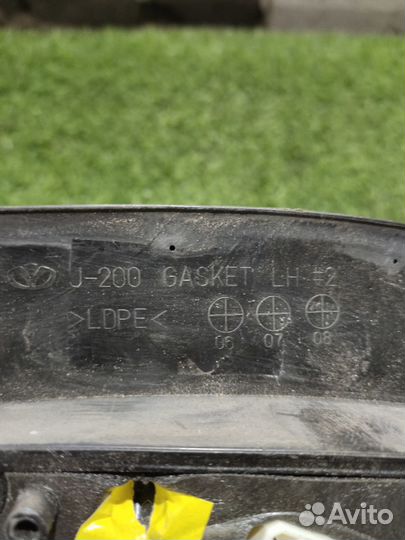 J-200 GASKET LH #2
>LDPE<
06 07 08
Avito